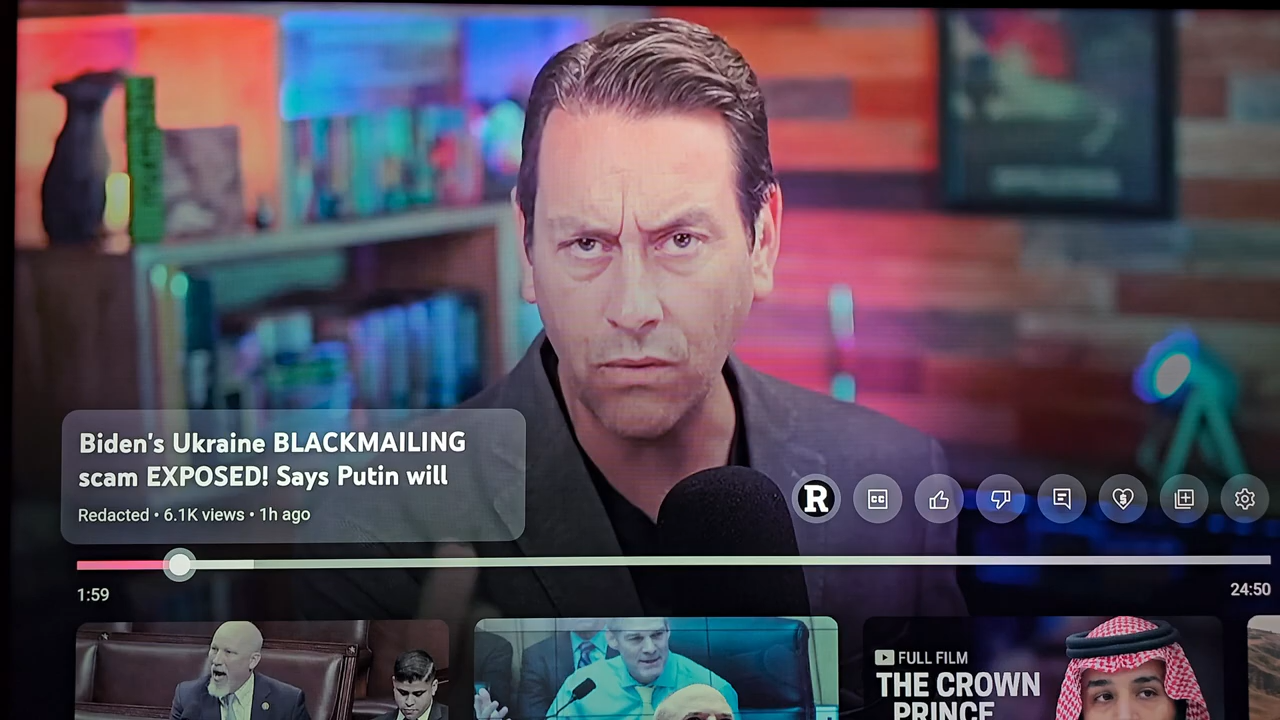 Biden's Ukraine BLACKMAILING
scam EXPOSED! Says Putin will
Redacted • 6.1K views • 1h ago
R
CC
1:59
24:50
FULL FILM
THE CROWN
PRINCE